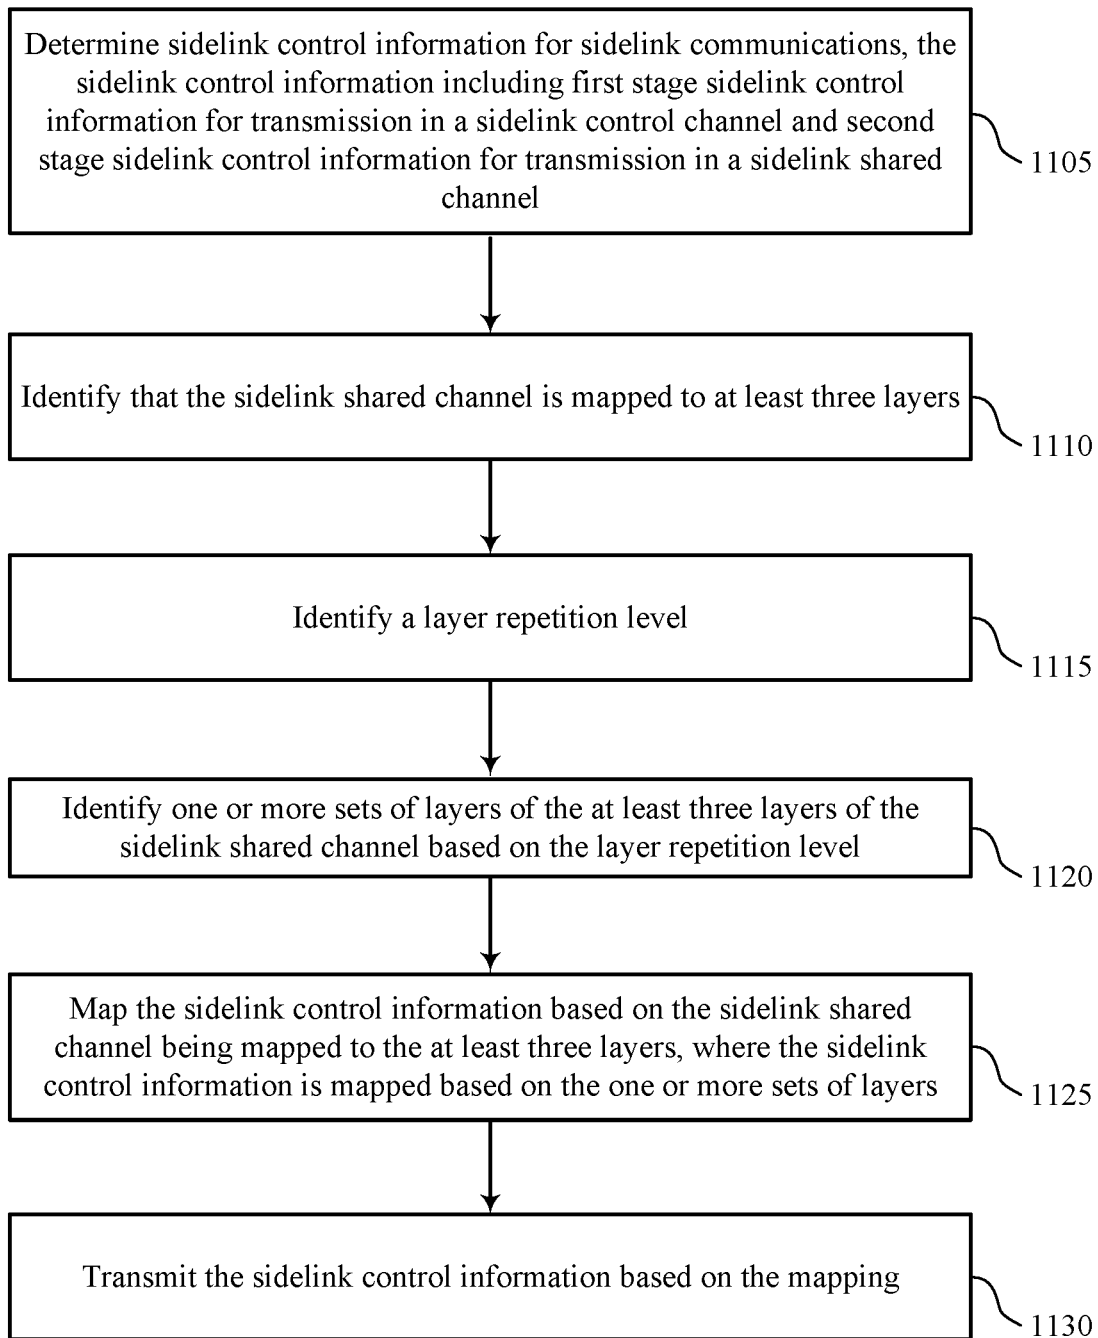 Determine sidelink control information for sidelink communications, the
sidelink control information including first stage sidelink control
information for transmission in a sidelink control channel and second
stage sidelink control information for transmission in a sidelink shared
channel
1105
Identify that the sidelink shared channel is mapped to at least three layers
1110
Identify a layer repetition level
1115
Identify one or more sets of layers of the at least three layers of the
sidelink shared channel based on the layer repetition level
1120
Map the sidelink control information based on the sidelink shared
channel being mapped to the at least three layers, where the sidelink
control information is mapped based on the one or more sets of layers
1125
Transmit the sidelink control information based on the mapping
1130